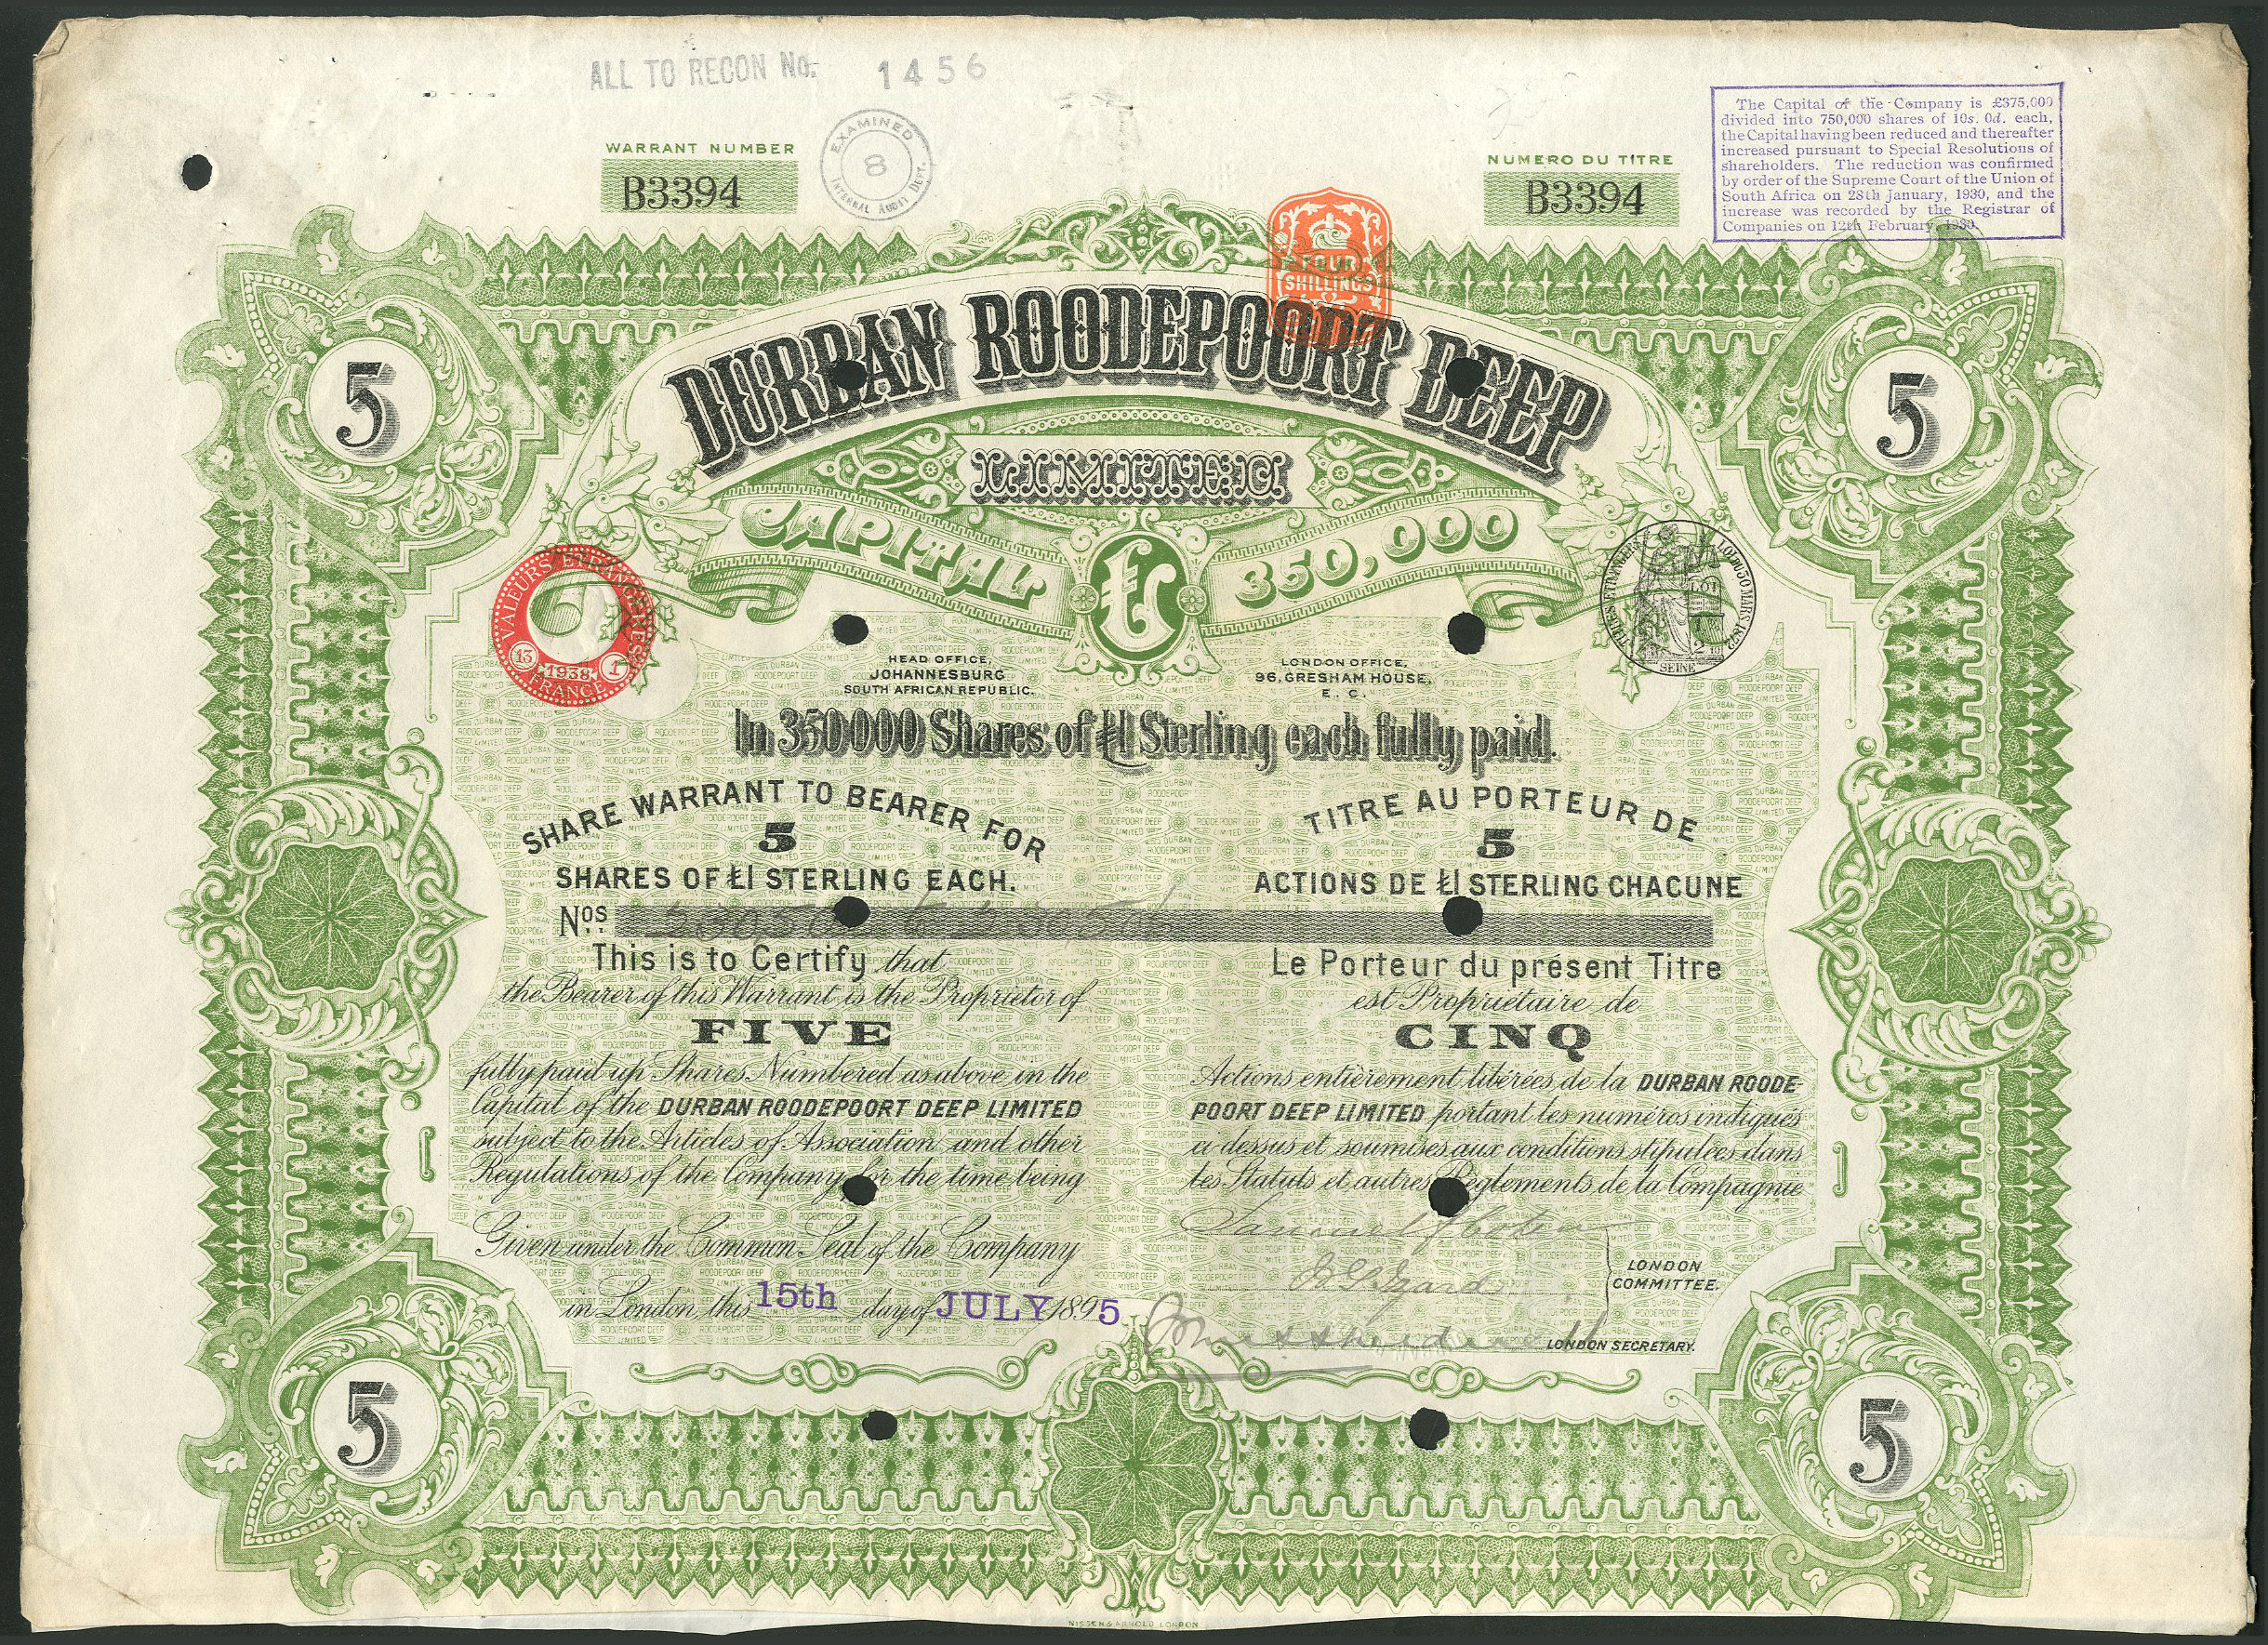 ALL TO RECON No. 1456
EXAMINED
8
INTERNAL AUDIT DEPT.
WARRANT NUMBER
B3394
NUMERO DU TITRE
B3394
The Capital of the Company is £375,000
divided into 750,000 shares of 10s. 0d. each,
the Capital having been reduced and thereafter
increased pursuant to Special Resolutions of
shareholders. The reduction was confirmed
by order of the Supreme Court of the Union of
South Africa on 28th January, 1930, and the
increase was recorded by the Registrar of
Companies on 12th February, 1930.
FOUR
SHILLINGS
5
5
DURBAN ROODEPOORT DEEP
LIMITED
CAPITAL £ 350,000
VALEURS ETRANGERES
13 1938 1
FRANCE
LOI DU 30 MARS 1872
LOI
SEINE
HEAD OFFICE,
JOHANNESBURG
SOUTH AFRICAN REPUBLIC.
LONDON OFFICE,
96, GRESHAM HOUSE,
E. C.
In 350000 Shares of £1 Sterling each fully paid.
SHARE WARRANT TO BEARER FOR
5
SHARES OF £1 STERLING EACH.
TITRE AU PORTEUR DE
5
ACTIONS DE £1 STERLING CHACUNE
Nos
This is to Certify that
the Bearer of this Warrant is the Proprietor of
FIVE
fully paid up Shares Numbered as above in the
Capital of the DURBAN ROODEPOORT DEEP LIMITED
subject to the Articles of Association and other
Regulations of the Company for the time being
Given under the Common Seal of the Company
in London, this 15th day of JULY 1895
Le Porteur du présent Titre
est Propriétaire de
CINQ
Actions entièrement libérées de la DURBAN ROODE-
POORT DEEP LIMITED portant les numéros indiqués
ci dessus et soumises aux conditions stipulées dans
les Statuts et autres Règlements de la Compagnie
LONDON
COMMITTEE.
LONDON SECRETARY.
5
5
NISSEN & ARNOLD LONDON